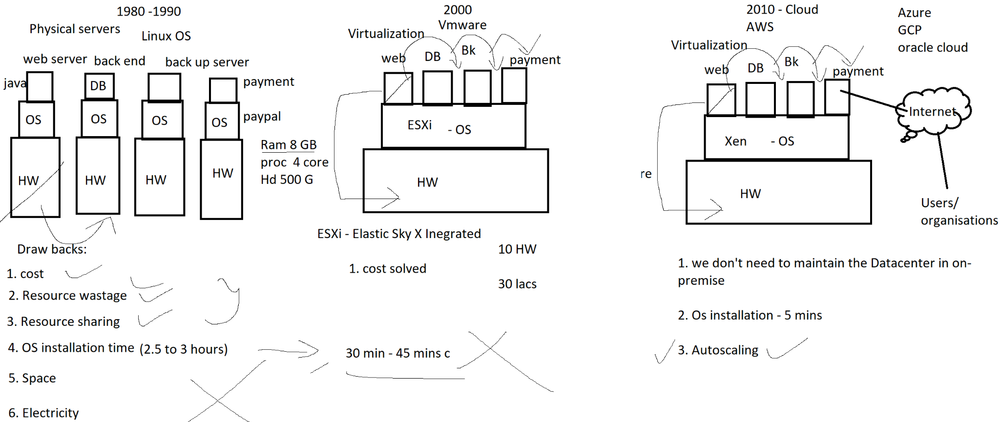 1980 -1990
Physical servers
Linux OS
web server
back end
back up server
java
DB
payment
OS
OS
OS
OS
paypal
HW
HW
HW
HW
Ram 8 GB
proc 4 core
Hd 500 G
Draw backs:
1. cost
2. Resource wastage
3. Resource sharing
4. OS installation time (2.5 to 3 hours)
5. Space
6. Electricity
2000
Vmware
Virtualization
web
DB
Bk
payment
ESXi - OS
HW
ESXi - Elastic Sky X Inegrated
10 HW
1. cost solved
30 lacs
30 min - 45 mins c
2010 - Cloud
AWS
Azure
GCP
oracle cloud
Virtualization
web
DB
Bk
payment
Internet
Xen - OS
re
HW
Users/
organisations
1. we don't need to maintain the Datacenter in on-
premise
2. Os installation - 5 mins
3. Autoscaling